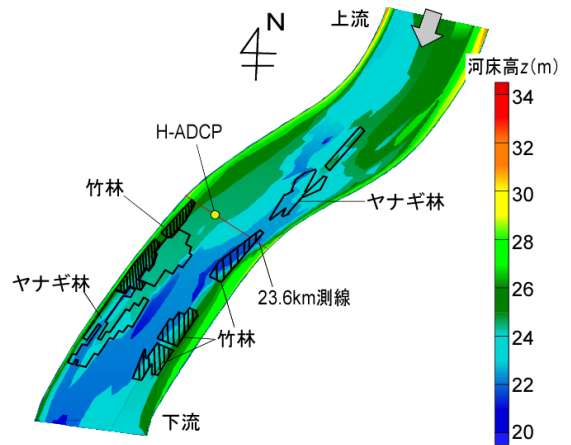 N
上流
河床高z(m)
34
32
30
28
26
24
22
20
H-ADCP
竹林
ヤナギ林
ヤナギ林
23.6km測線
竹林
下流